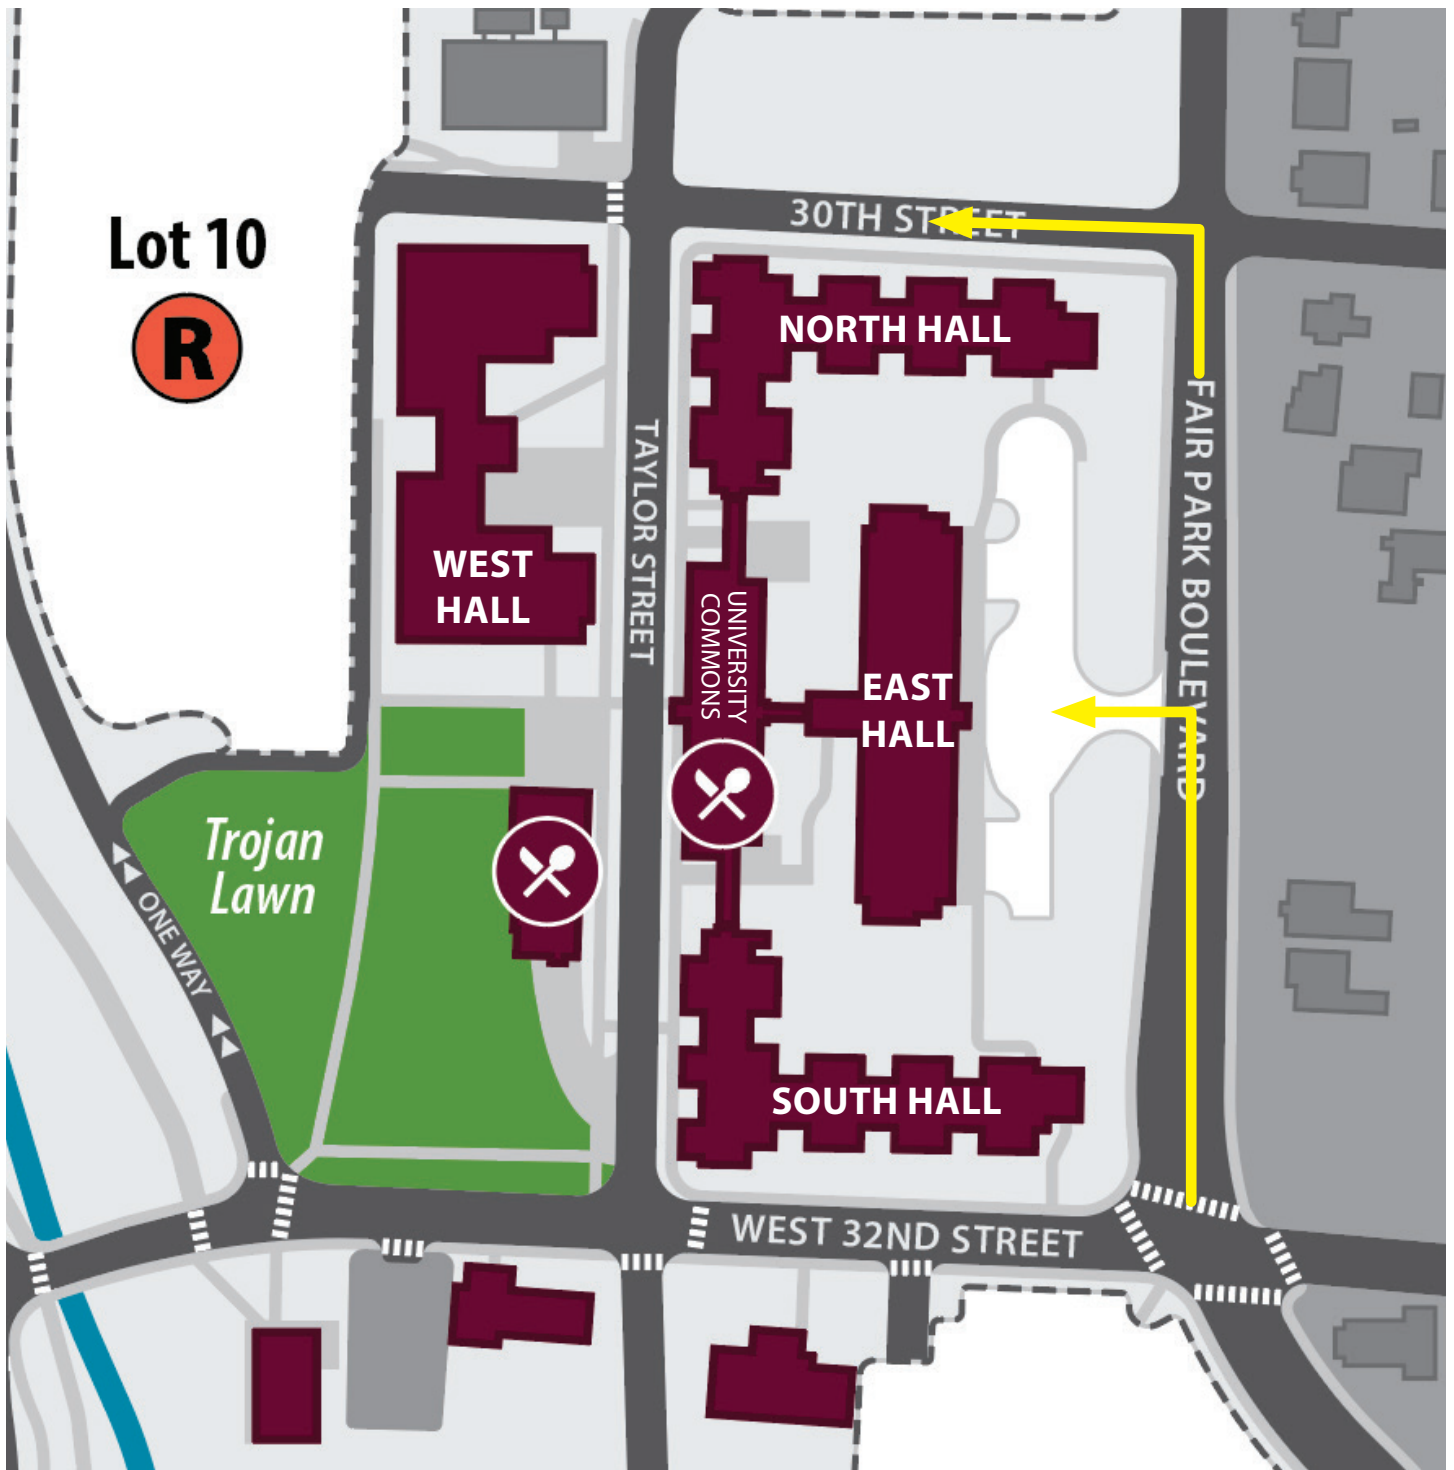 30TH STREET
Lot 10
R
NORTH HALL
TAYLOR STREET
FAIR PARK BOULEVARD
WEST
HALL
UNIVERSITY
COMMONS
EAST
HALL
Trojan
Lawn
ONE WAY
SOUTH HALL
WEST 32ND STREET